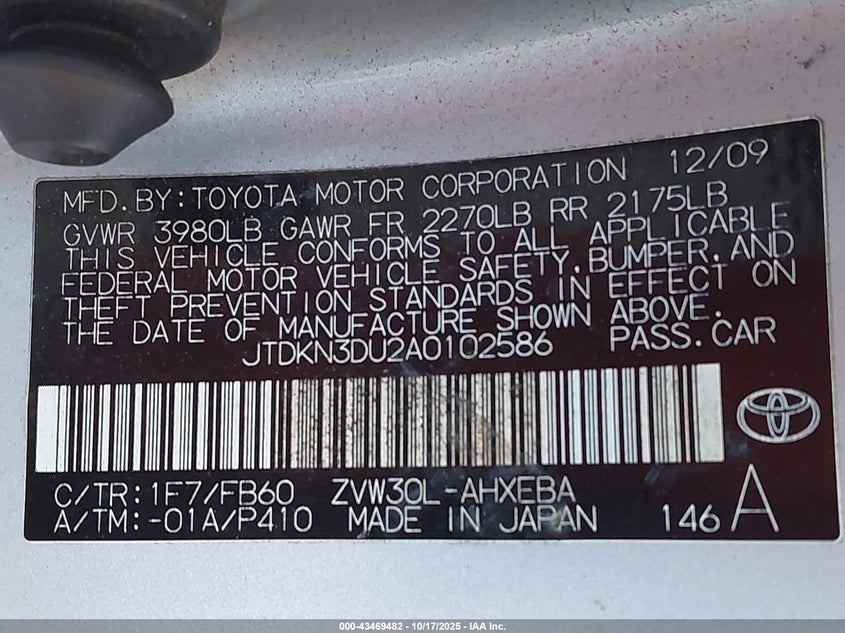 MFD.BY:TOYOTA MOTOR CORPORATION 12/09
GVWR 3980LB GAWR FR 2270LB RR 2175LB
THIS VEHICLE CONFORMS TO ALL APPLICABLE
FEDERAL MOTOR VEHICLE SAFETY,BUMPER,AND
THEFT PREVENTION STANDARDS IN EFFECT ON
THE DATE OF MANUFACTURE SHOWN ABOVE.
JTDKN3DU2A0102586 PASS.CAR
C/TR:1F7/FB60 ZVW30L-AHXEBA
A/TM:-01A/P410 MADE IN JAPAN 146 A
000-43469482 - 10/17/2025 - IAA Inc.